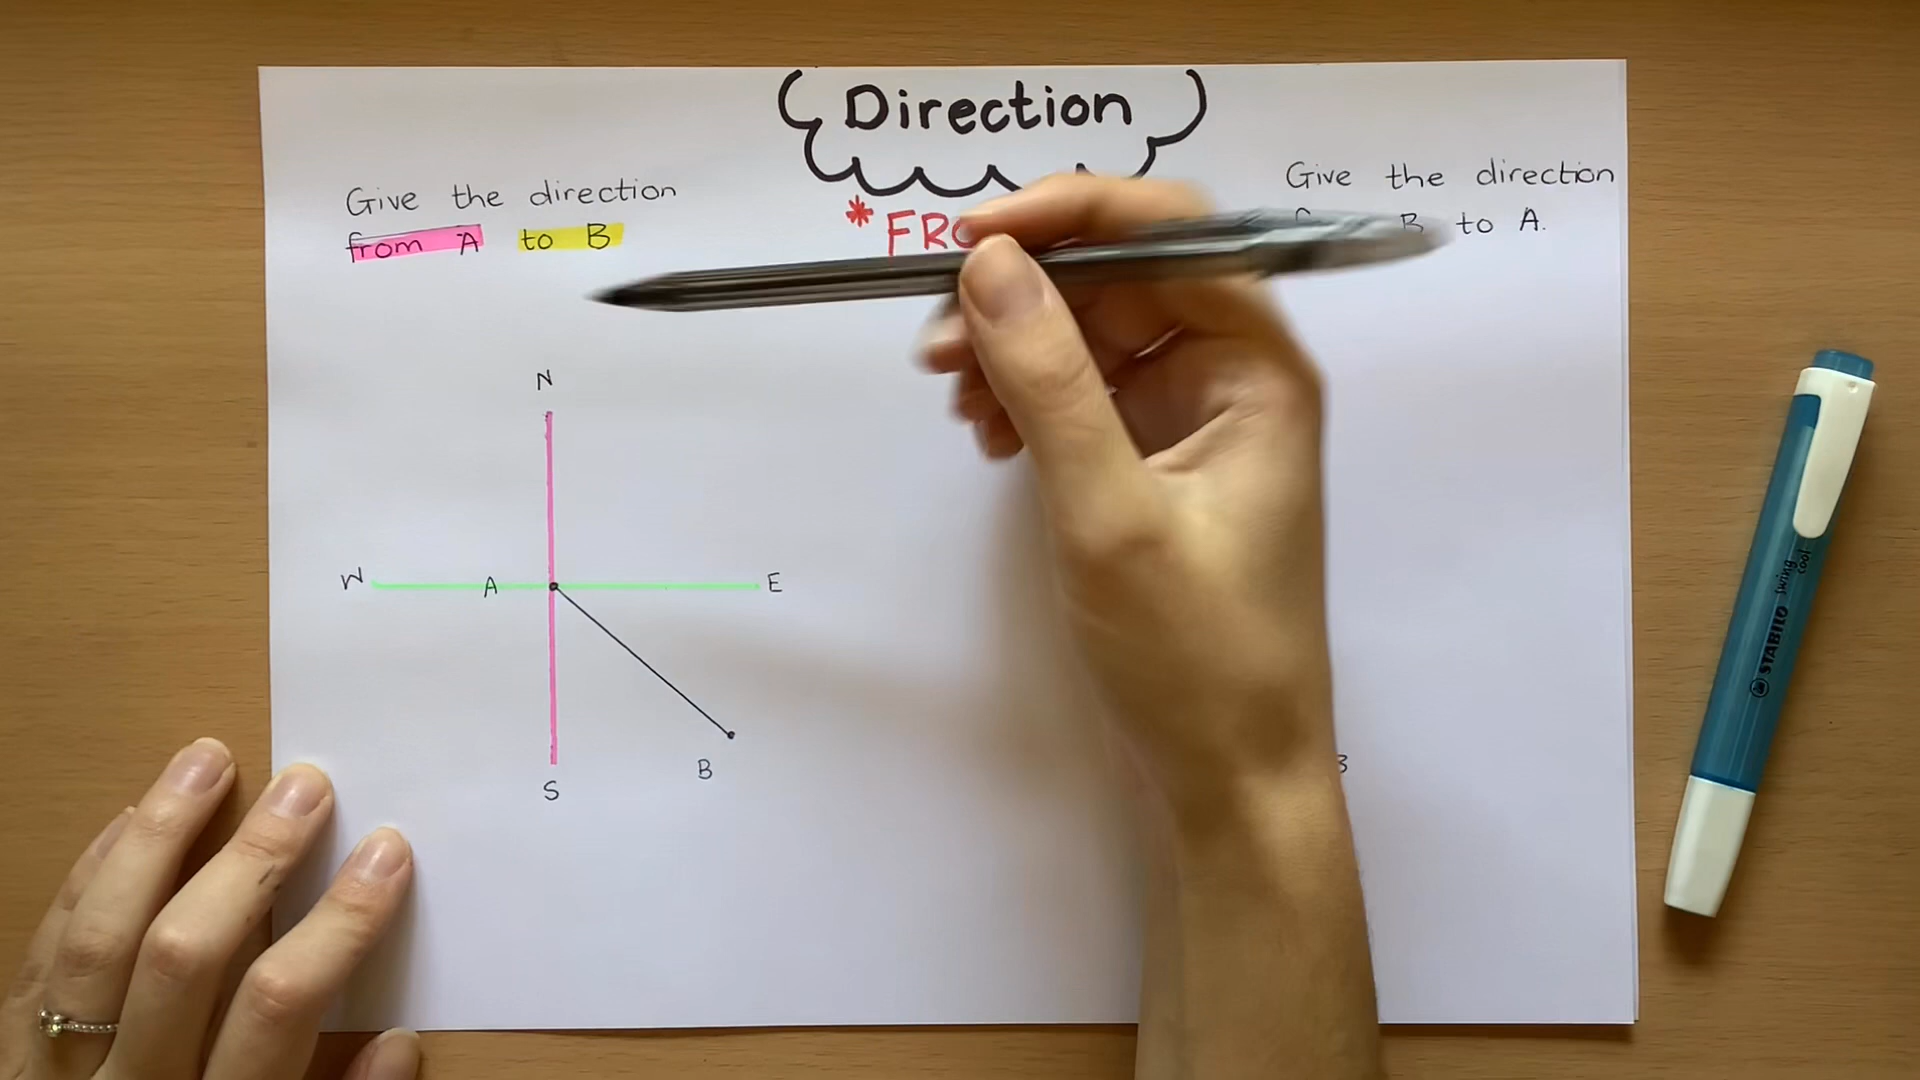 Direction
Give the direction
from A to B
* FRO
Give the direction
B to A.
N
W A E
B
S
STABILO swing cool